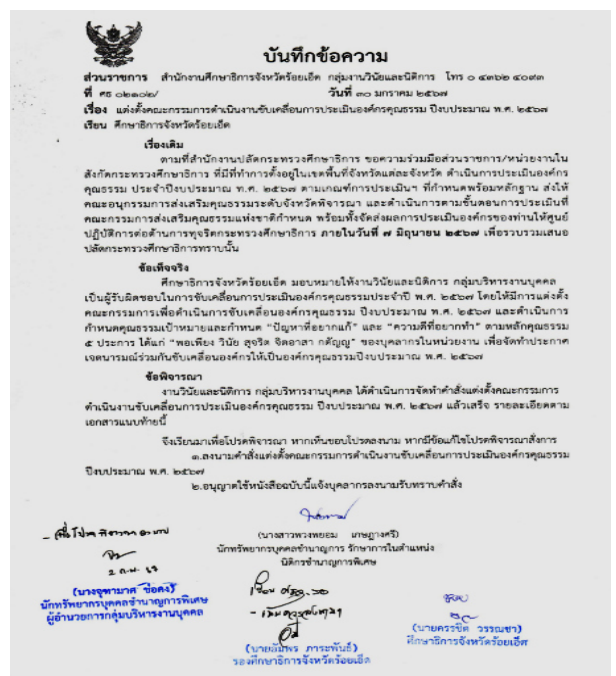 บันทึกข้อความ
ส่วนราชการ สำนักงานศึกษาธิการจังหวัดร้อยเอ็ด กลุ่มงานวินัยและนิติการ โทร ๐ ๔๓๖๒ ๔๐๙๓
ที่ ศธ ๐๒๑๐๒/ วันที่ ๓๐ มกราคม ๒๕๖๗
เรื่อง แต่งตั้งคณะกรรมการดำเนินงานขับเคลื่อนการประเมินองค์กรคุณธรรม ปีงบประมาณ พ.ศ. ๒๕๖๗
เรียน ศึกษาธิการจังหวัดร้อยเอ็ด
เรื่องเดิม
ตามที่สำนักงานปลัดกระทรวงศึกษาธิการ ขอความร่วมมือส่วนราชการ/หน่วยงานใน
สังกัดกระทรวงศึกษาธิการ ที่มีที่ทำการตั้งอยู่ในเขตพื้นที่จังหวัดแต่ละจังหวัด ดำเนินการประเมินองค์กร
คุณธรรม ประจำปีงบประมาณ พ.ศ. ๒๕๖๗ ตามเกณฑ์การประเมินฯ ที่กำหนดพร้อมหลักฐาน ส่งให้
คณะอนุกรรมการส่งเสริมคุณธรรมระดับจังหวัดพิจารณา และดำเนินการตามขั้นตอนการประเมินที่
คณะกรรมการส่งเสริมคุณธรรมแห่งชาติกำหนด พร้อมทั้งจัดส่งผลการประเมินองค์กรของท่านให้ศูนย์
ปฏิบัติการต่อต้านการทุจริตกระทรวงศึกษาธิการ ภายในวันที่ ๗ มิถุนายน ๒๕๖๗ เพื่อรวบรวมเสนอ
ปลัดกระทรวงศึกษาธิการทราบนั้น
ข้อเท็จจริง
ศึกษาธิการจังหวัดร้อยเอ็ด มอบหมายให้งานวินัยและนิติการ กลุ่มบริหารงานบุคคล
เป็นผู้รับผิดชอบในการขับเคลื่อนการประเมินองค์กรคุณธรรมประจำปี พ.ศ. ๒๕๖๗ โดยให้มีการแต่งตั้ง
คณะกรรมการเพื่อดำเนินการขับเคลื่อนองค์กรคุณธรรม ปีงบประมาณ พ.ศ. ๒๕๖๗ และดำเนินการ
กำหนดคุณธรรมเป้าหมายและกำหนด “ปัญหาที่อยากแก้” และ “ความดีที่อยากทำ” ตามหลักคุณธรรม
๕ ประการ ได้แก่ “พอเพียง วินัย สุจริต จิตอาสา กตัญญู” ของบุคลากรในหน่วยงาน เพื่อจัดทำประกาศ
เจตนารมณ์ร่วมกันขับเคลื่อนองค์กรให้เป็นองค์กรคุณธรรมปีงบประมาณ พ.ศ. ๒๕๖๗
ข้อพิจารณา
งานวินัยและนิติการ กลุ่มบริหารงานบุคคล ได้ดำเนินการจัดทำคำสั่งแต่งตั้งคณะกรรมการ
ดำเนินงานขับเคลื่อนการประเมินองค์กรคุณธรรม ปีงบประมาณ พ.ศ. ๒๕๖๗ แล้วเสร็จ รายละเอียดตาม
เอกสารแนบท้ายนี้
จึงเรียนมาเพื่อโปรดพิจารณา หากเห็นชอบโปรดลงนาม หากมีข้อแก้ไขโปรดพิจารณาสั่งการ
๑.ลงนามคำสั่งแต่งตั้งคณะกรรมการดำเนินงานขับเคลื่อนการประเมินองค์กรคุณธรรม
ปีงบประมาณ พ.ศ. ๒๕๖๗
๒.อนุญาตใช้หนังสือฉบับนี้แจ้งบุคลากรลงนามรับทราบคำสั่ง
- เพื่อโปรดพิจารณาลงนาม
(นางสาวพวงพยอม เกษฎางศรี)
นักทรัพยากรบุคคลชำนาญการ รักษาการในตำแหน่ง
นิติกรชำนาญการพิเศษ
(นางจุฑามาศ ข้อคง)
นักทรัพยากรบุคคลชำนาญการพิเศษ
ผู้อำนวยการกลุ่มบริหารงานบุคคล
(นายสัมพร ภาระพันธ์)
รองศึกษาธิการจังหวัดร้อยเอ็ด
(นายครรชิต วรรณชา)
ศึกษาธิการจังหวัดร้อยเอ็ด